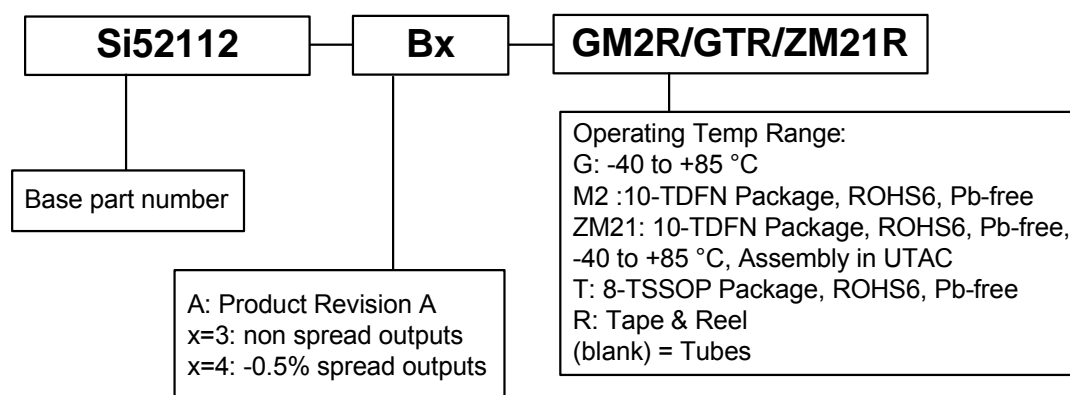 Si52112
Bx
GM2R/GTR/ZM21R
Base part number
A: Product Revision A
x=3: non spread outputs
x=4: -0.5% spread outputs
Operating Temp Range:
G: -40 to +85 °C
M2 :10-TDFN Package, ROHS6, Pb-free
ZM21: 10-TDFN Package, ROHS6, Pb-free,
-40 to +85 °C, Assembly in UTAC
T: 8-TSSOP Package, ROHS6, Pb-free
R: Tape & Reel
(blank) = Tubes